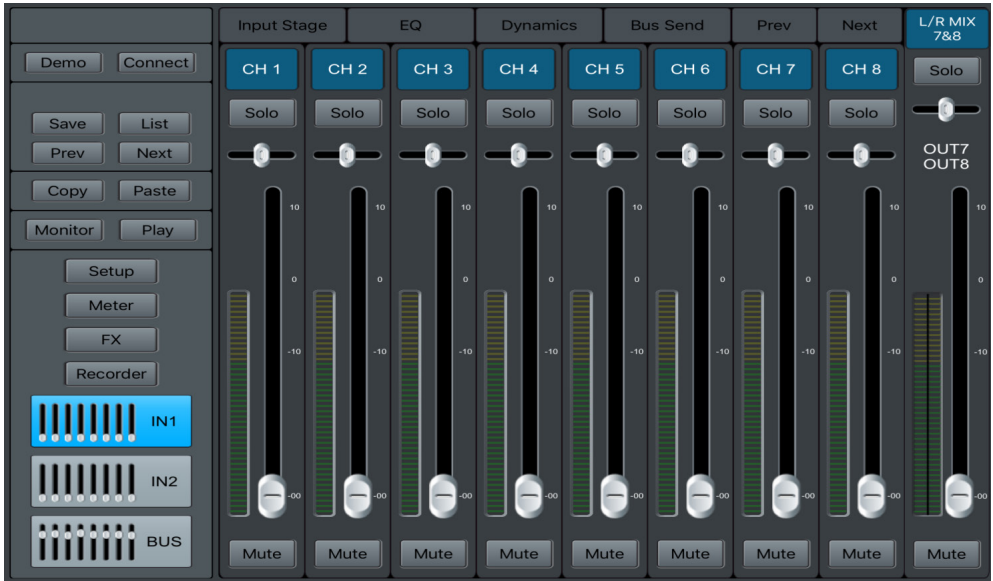 Input Stage EQ Dynamics Bus Send Prev Next L/R MIX
7&8
Demo Connect CH 1 CH 2 CH 3 CH 4 CH 5 CH 6 CH 7 CH 8 Solo
Save List Solo Solo Solo Solo Solo Solo Solo Solo
Prev Next OUT7
OUT8
Copy Paste
10 10 10 10 10 10 10 10 10
Monitor Play
Setup
0 0 0 0 0 0 0 0 0
Meter
FX
-10 -10 -10 -10 -10 -10 -10 -10 -10
Recorder
IN1
IN2
-00 -00 -00 -00 -00 -00 -00 -00 -00
BUS
Mute Mute Mute Mute Mute Mute Mute Mute Mute